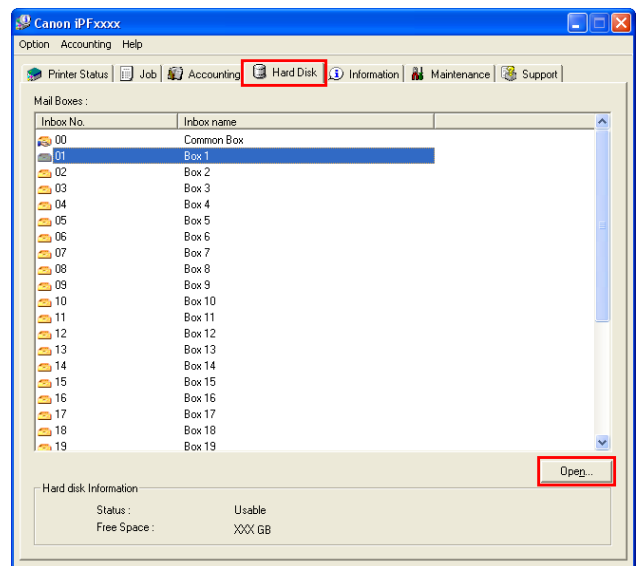 Canon iPFxxxx
Option Accounting Help
Printer Status Job Accounting Hard Disk Information Maintenance Support
Mail Boxes :
Inbox No. Inbox name
00 Common Box
01 Box 1
02 Box 2
03 Box 3
04 Box 4
05 Box 5
06 Box 6
07 Box 7
08 Box 8
09 Box 9
10 Box 10
11 Box 11
12 Box 12
13 Box 13
14 Box 14
15 Box 15
16 Box 16
17 Box 17
18 Box 18
19 Box 19
Open...
Hard disk Information
Status : Usable
Free Space : XXX GB